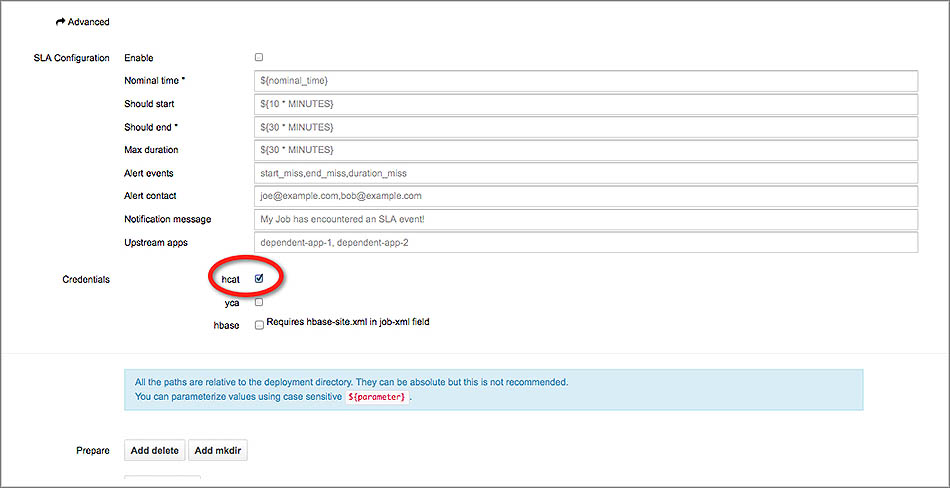 Advanced
SLA Configuration Enable
Nominal time * ${nominal_time}
Should start ${10 * MINUTES}
Should end * ${30 * MINUTES}
Max duration ${30 * MINUTES}
Alert events start_miss,end_miss,duration_miss
Alert contact joe@example.com,bob@example.com
Notification message My Job has encountered an SLA event!
Upstream apps dependent-app-1, dependent-app-2
Credentials hcat
yca
hbase Requires hbase-site.xml in job-xml field
All the paths are relative to the deployment directory. They can be absolute but this is not recommended.
You can parameterize values using case sensitive ${parameter} .
Prepare Add delete Add mkdir